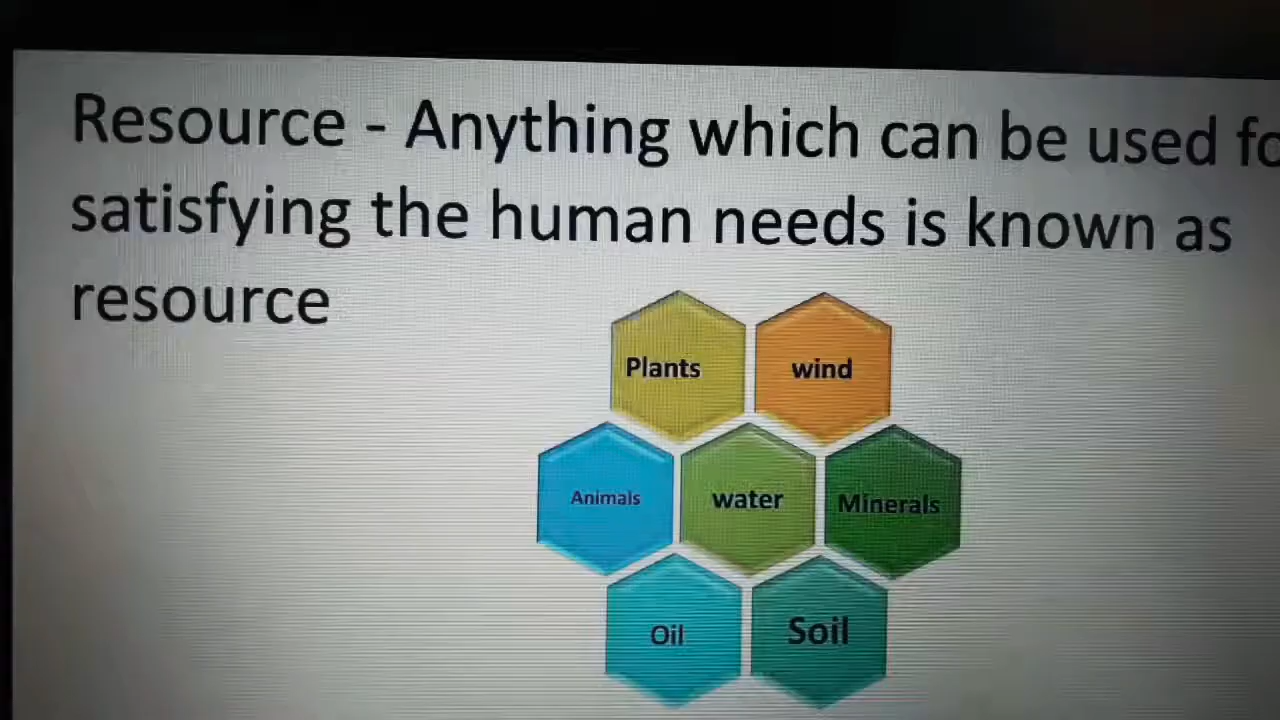 Resource - Anything which can be used
satisfying the human needs is known as
resource
Plants
wind
Animals
water
Minerals
Oil
Soil